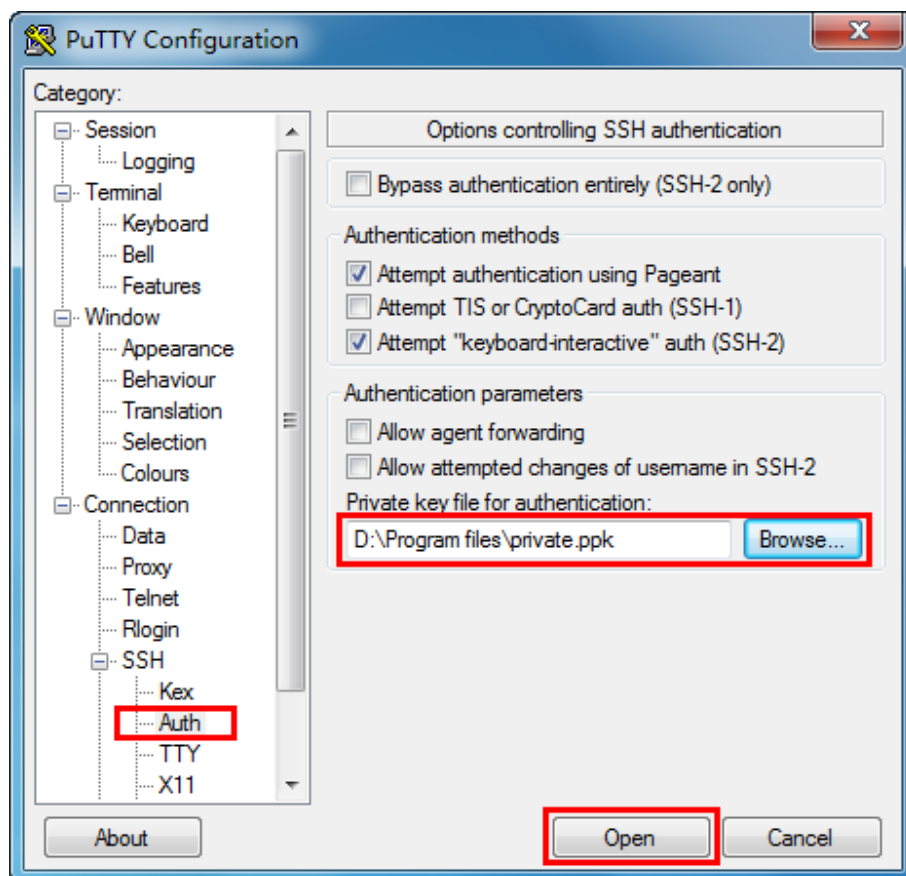 PuTTY Configuration
Category:
Session
Logging
Terminal
Keyboard
Bell
Features
Window
Appearance
Behaviour
Translation
Selection
Colours
Connection
Data
Proxy
Telnet
Rlogin
SSH
Kex
Auth
TTY
X11
Options controlling SSH authentication
Bypass authentication entirely (SSH-2 only)
Authentication methods
Attempt authentication using Pageant
Attempt TIS or CryptoCard auth (SSH-1)
Attempt "keyboard-interactive" auth (SSH-2)
Authentication parameters
Allow agent forwarding
Allow attempted changes of username in SSH-2
Private key file for authentication:
D:\Program files\private.ppk
Browse...
About
Open
Cancel